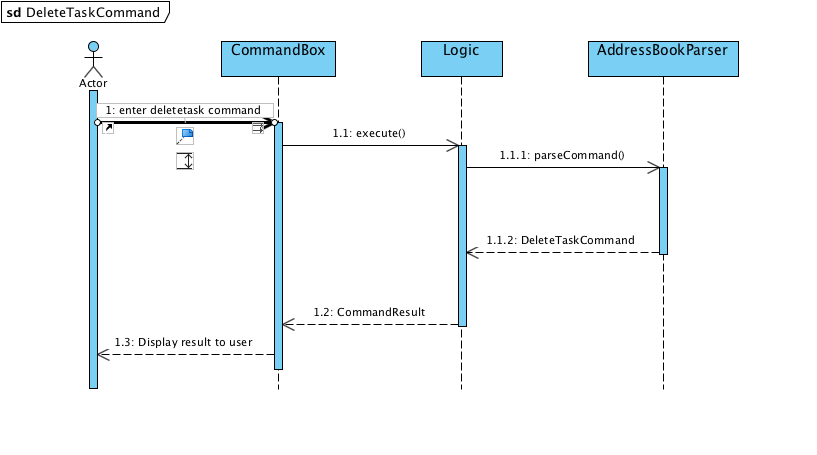 sd DeleteTaskCommand
CommandBox
Logic
AddressBookParser
Actor
1: enter deletetask command
1.1: execute()
1.1.1: parseCommand()
1.1.2: DeleteTaskCommand
1.2: CommandResult
1.3: Display result to user